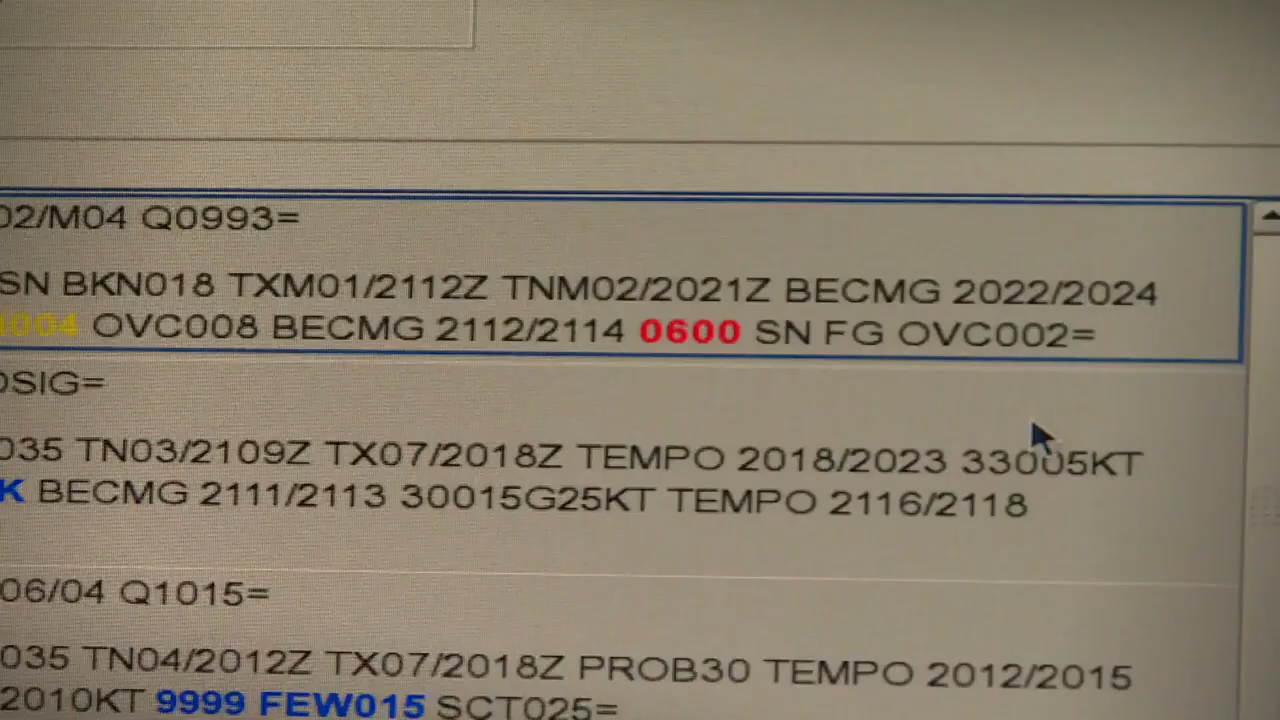 02/M04 Q0993=
SN BKN018 TXM01/2112Z TNM02/2021Z BECMG 2022/2024
OVC008 BECMG 2112/2114 0600 SN FG OVC002=
OSIG=
035 TN03/2109Z TX07/2018Z TEMPO 2018/2023 33005KT
K BECMG 2111/2113 30015G25KT TEMPO 2116/2118
06/04 Q1015=
035 TN04/2012Z TX07/2018Z PROB30 TEMPO 2012/2015
2010KT 9999 FEW015 SCT025=